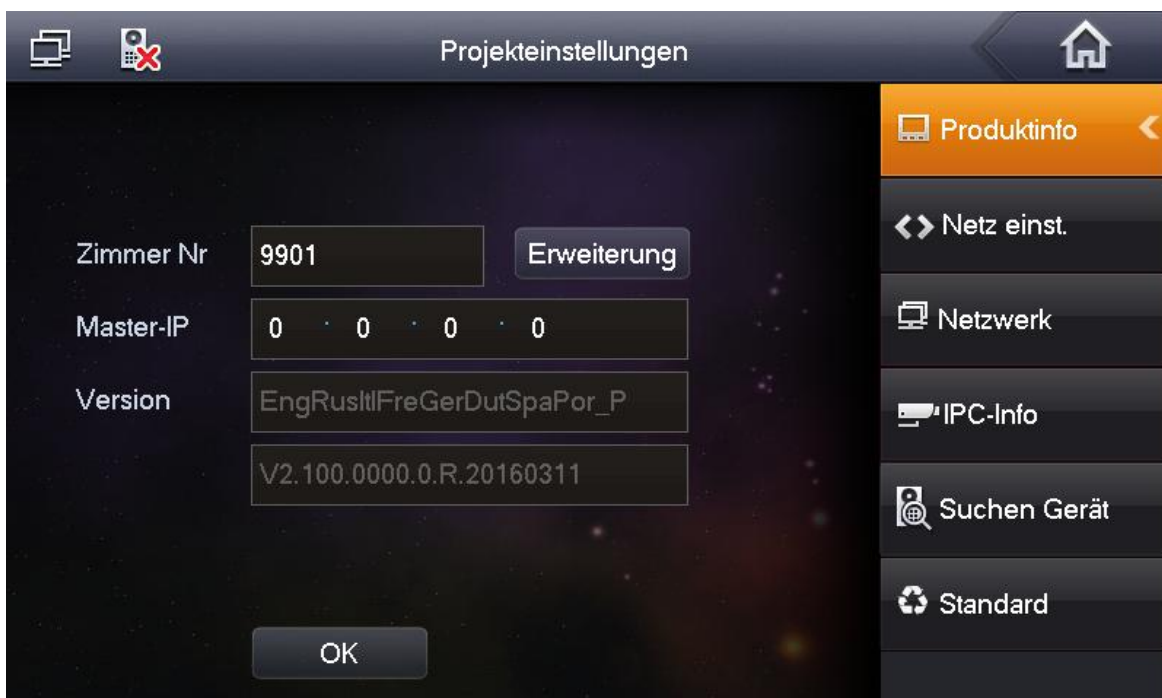 Projekteinstellungen
Produktinfo
Zimmer Nr 9901 Erweiterung
Netz einst.
Master-IP 0 · 0 · 0 · 0
Netzwerk
Version EngRusItlFreGerDutSpaPor_P
IPC-Info
V2.100.0000.0.R.20160311
Suchen Gerät
Standard
OK